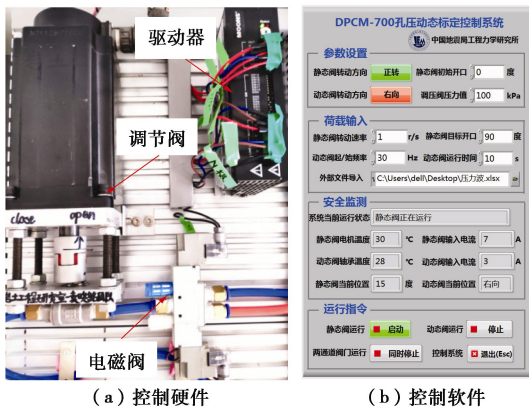 驱动器
调节阀
close
open
电磁阀
(a)控制硬件
DPCM-700孔压动态标定控制系统
中国地震局工程力学研究所
参数设置
静态阀转动方向 正转 静态阀初始开口 0 度
动态阀转动方向 右向 调压阀压力值 100 kPa
荷载输入
静态阀转动速率 1 r/s 静态阀目标开口 90 度
动态阀起/始频率 30 Hz 动态阀运行时间 10 s
外部文件导入 C:\Users\dell\Desktop\压力波.xlsx
安全监测
系统当前运行状态 静态阀正在运行
静态阀电机温度 30 ℃ 静态阀输入电流 7 A
动态阀轴承温度 28 ℃ 动态阀输入电流 3 A
静态阀当前位置 15 度 动态阀当前位置 右向
运行指令
静态阀运行 启动 动态阀运行 停止
两通道阀门运行 同时停止 控制系统 退出(Esc)
(b)控制软件